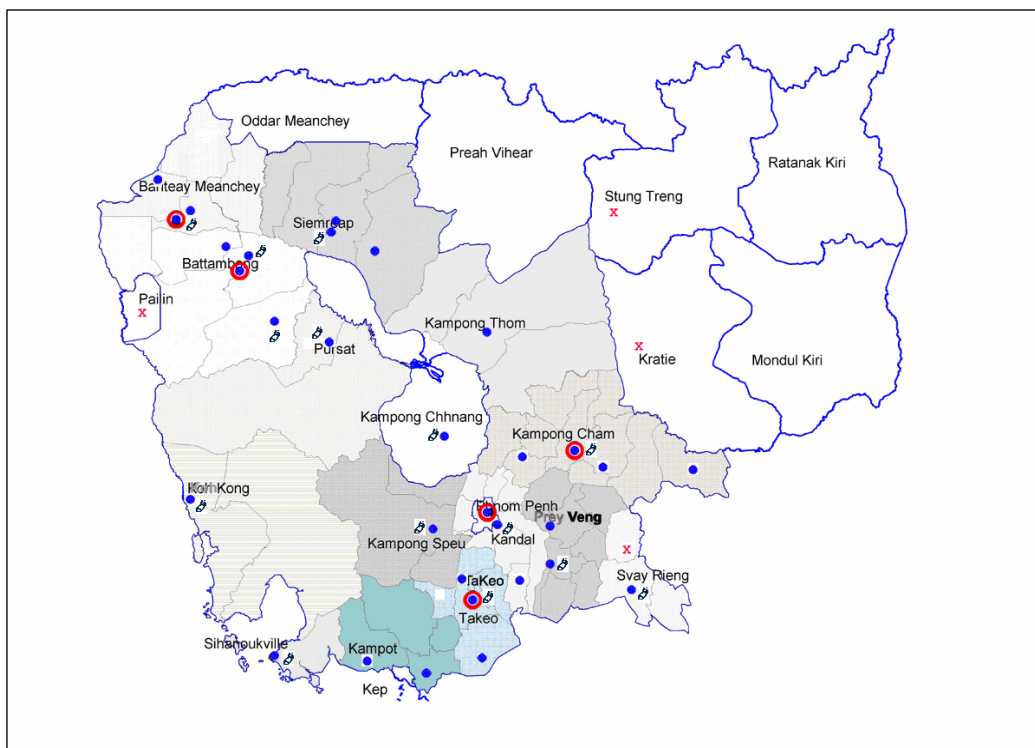 Oddar Meanchey
Preah Vihear
Ratanak Kiri
Banteay Meanchey
Stung Treng
x
Siemreap
Battambang
Pailin
x
Kampong Thom
Pursat
x
Kratie
Mondul Kiri
Kampong Chhnang
Kampong Cham
Koh Kong
Phnom Penh
Prey Veng
Kandal
Kampong Speu
x
Svay Rieng
TaKeo
Takeo
Sihanoukville
Kampot
Kep